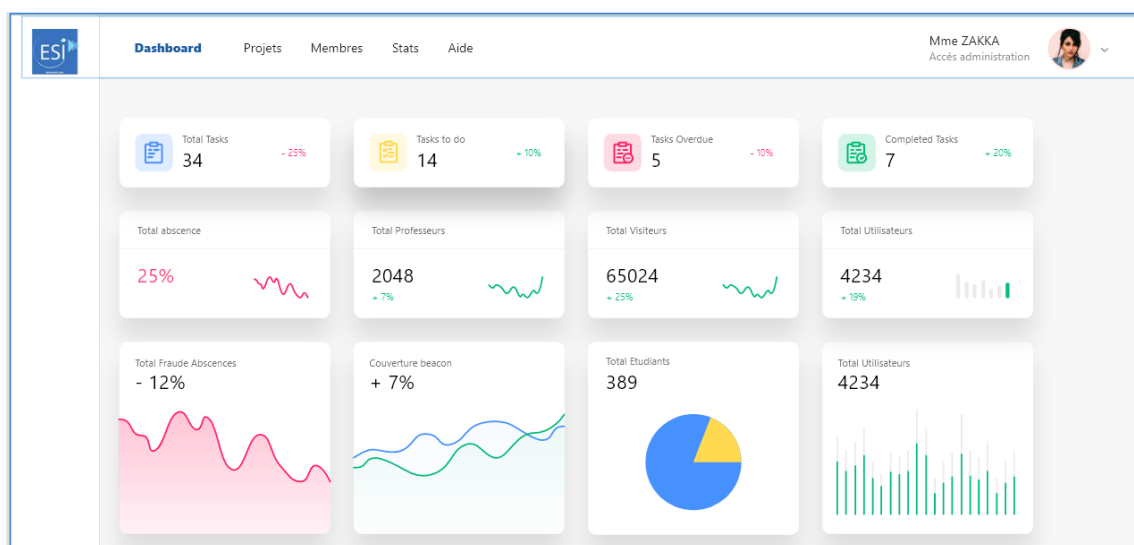 ESi
Dashboard Projets Membres Stats Aide
Mme ZAKKA
Accés administration
Total Tasks
34
- 25%
Tasks to do
14
+ 10%
Tasks Overdue
5
- 10%
Completed Tasks
7
+ 20%
Total abscence
25%
Total Professeurs
2048
+ 7%
Total Visiteurs
65024
+ 25%
Total Utilisateurs
4234
+ 19%
Total Fraude Abscences
- 12%
Couverture beacon
+ 7%
Total Etudiants
389
Total Utilisateurs
4234